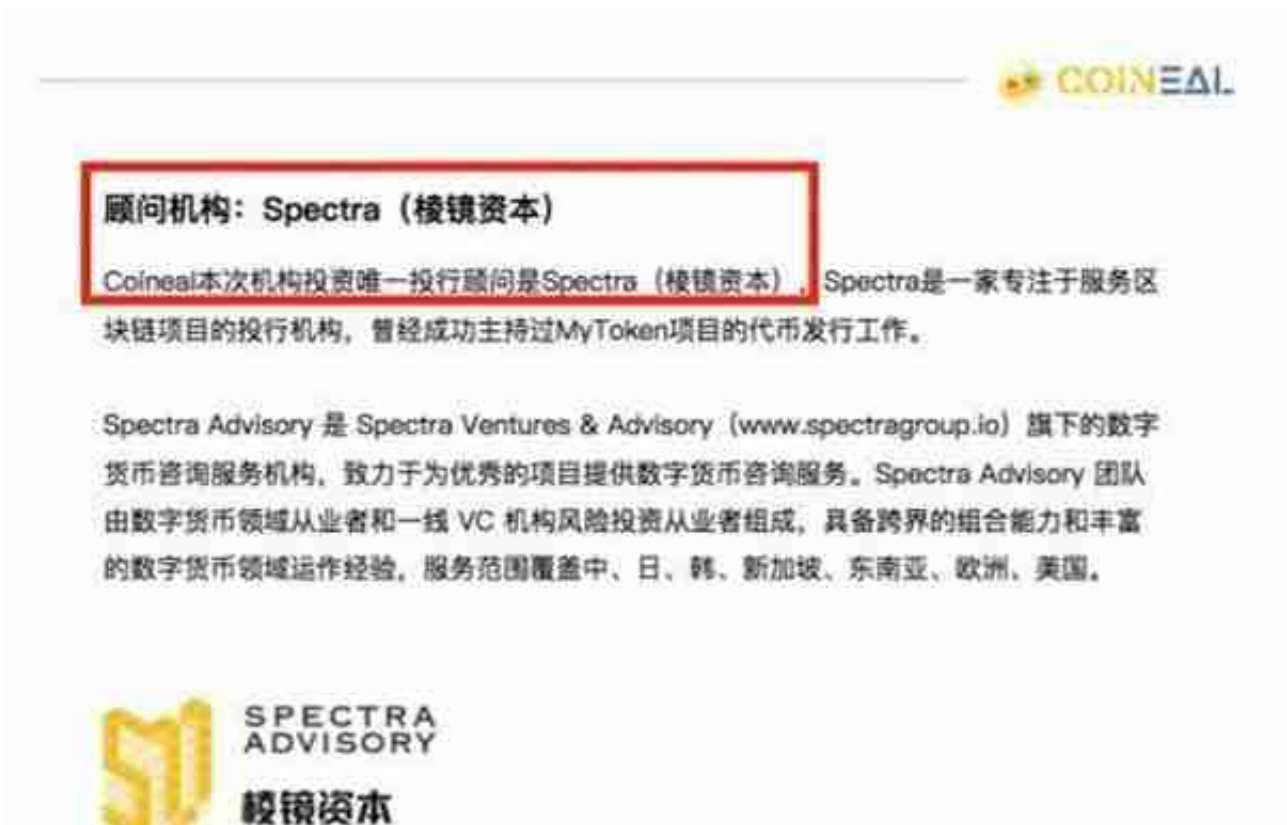 COINEAL
顾问机构：Spectra（棱镜资本）
Coineal本次机构投资唯一投行顾问是Spectra（棱镜资本），Spectra是一家专注于服务区
块链项目的投行机构，曾经成功主持过MyToken项目的代币发行工作。
Spectra Advisory 是 Spectra Ventures & Advisory（www.spectragroup.io）旗下的数字
货币咨询服务机构，致力于为优秀的项目提供数字货币咨询服务。Spectra Advisory 团队
由数字货币领域从业者和一线 VC 机构风险投资从业者组成，具备跨界的组合能力和丰富
的数字货币领域运作经验，服务范围覆盖中、日、韩、新加坡、东南亚、欧洲、美国。
SPECTRA
ADVISORY
棱镜资本